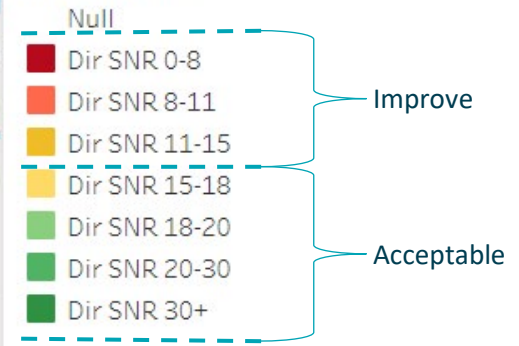 Null
Dir SNR 0-8
Dir SNR 8-11
Improve
Dir SNR 11-15
Dir SNR 15-18
Dir SNR 18-20
Dir SNR 20-30
Acceptable
Dir SNR 30+